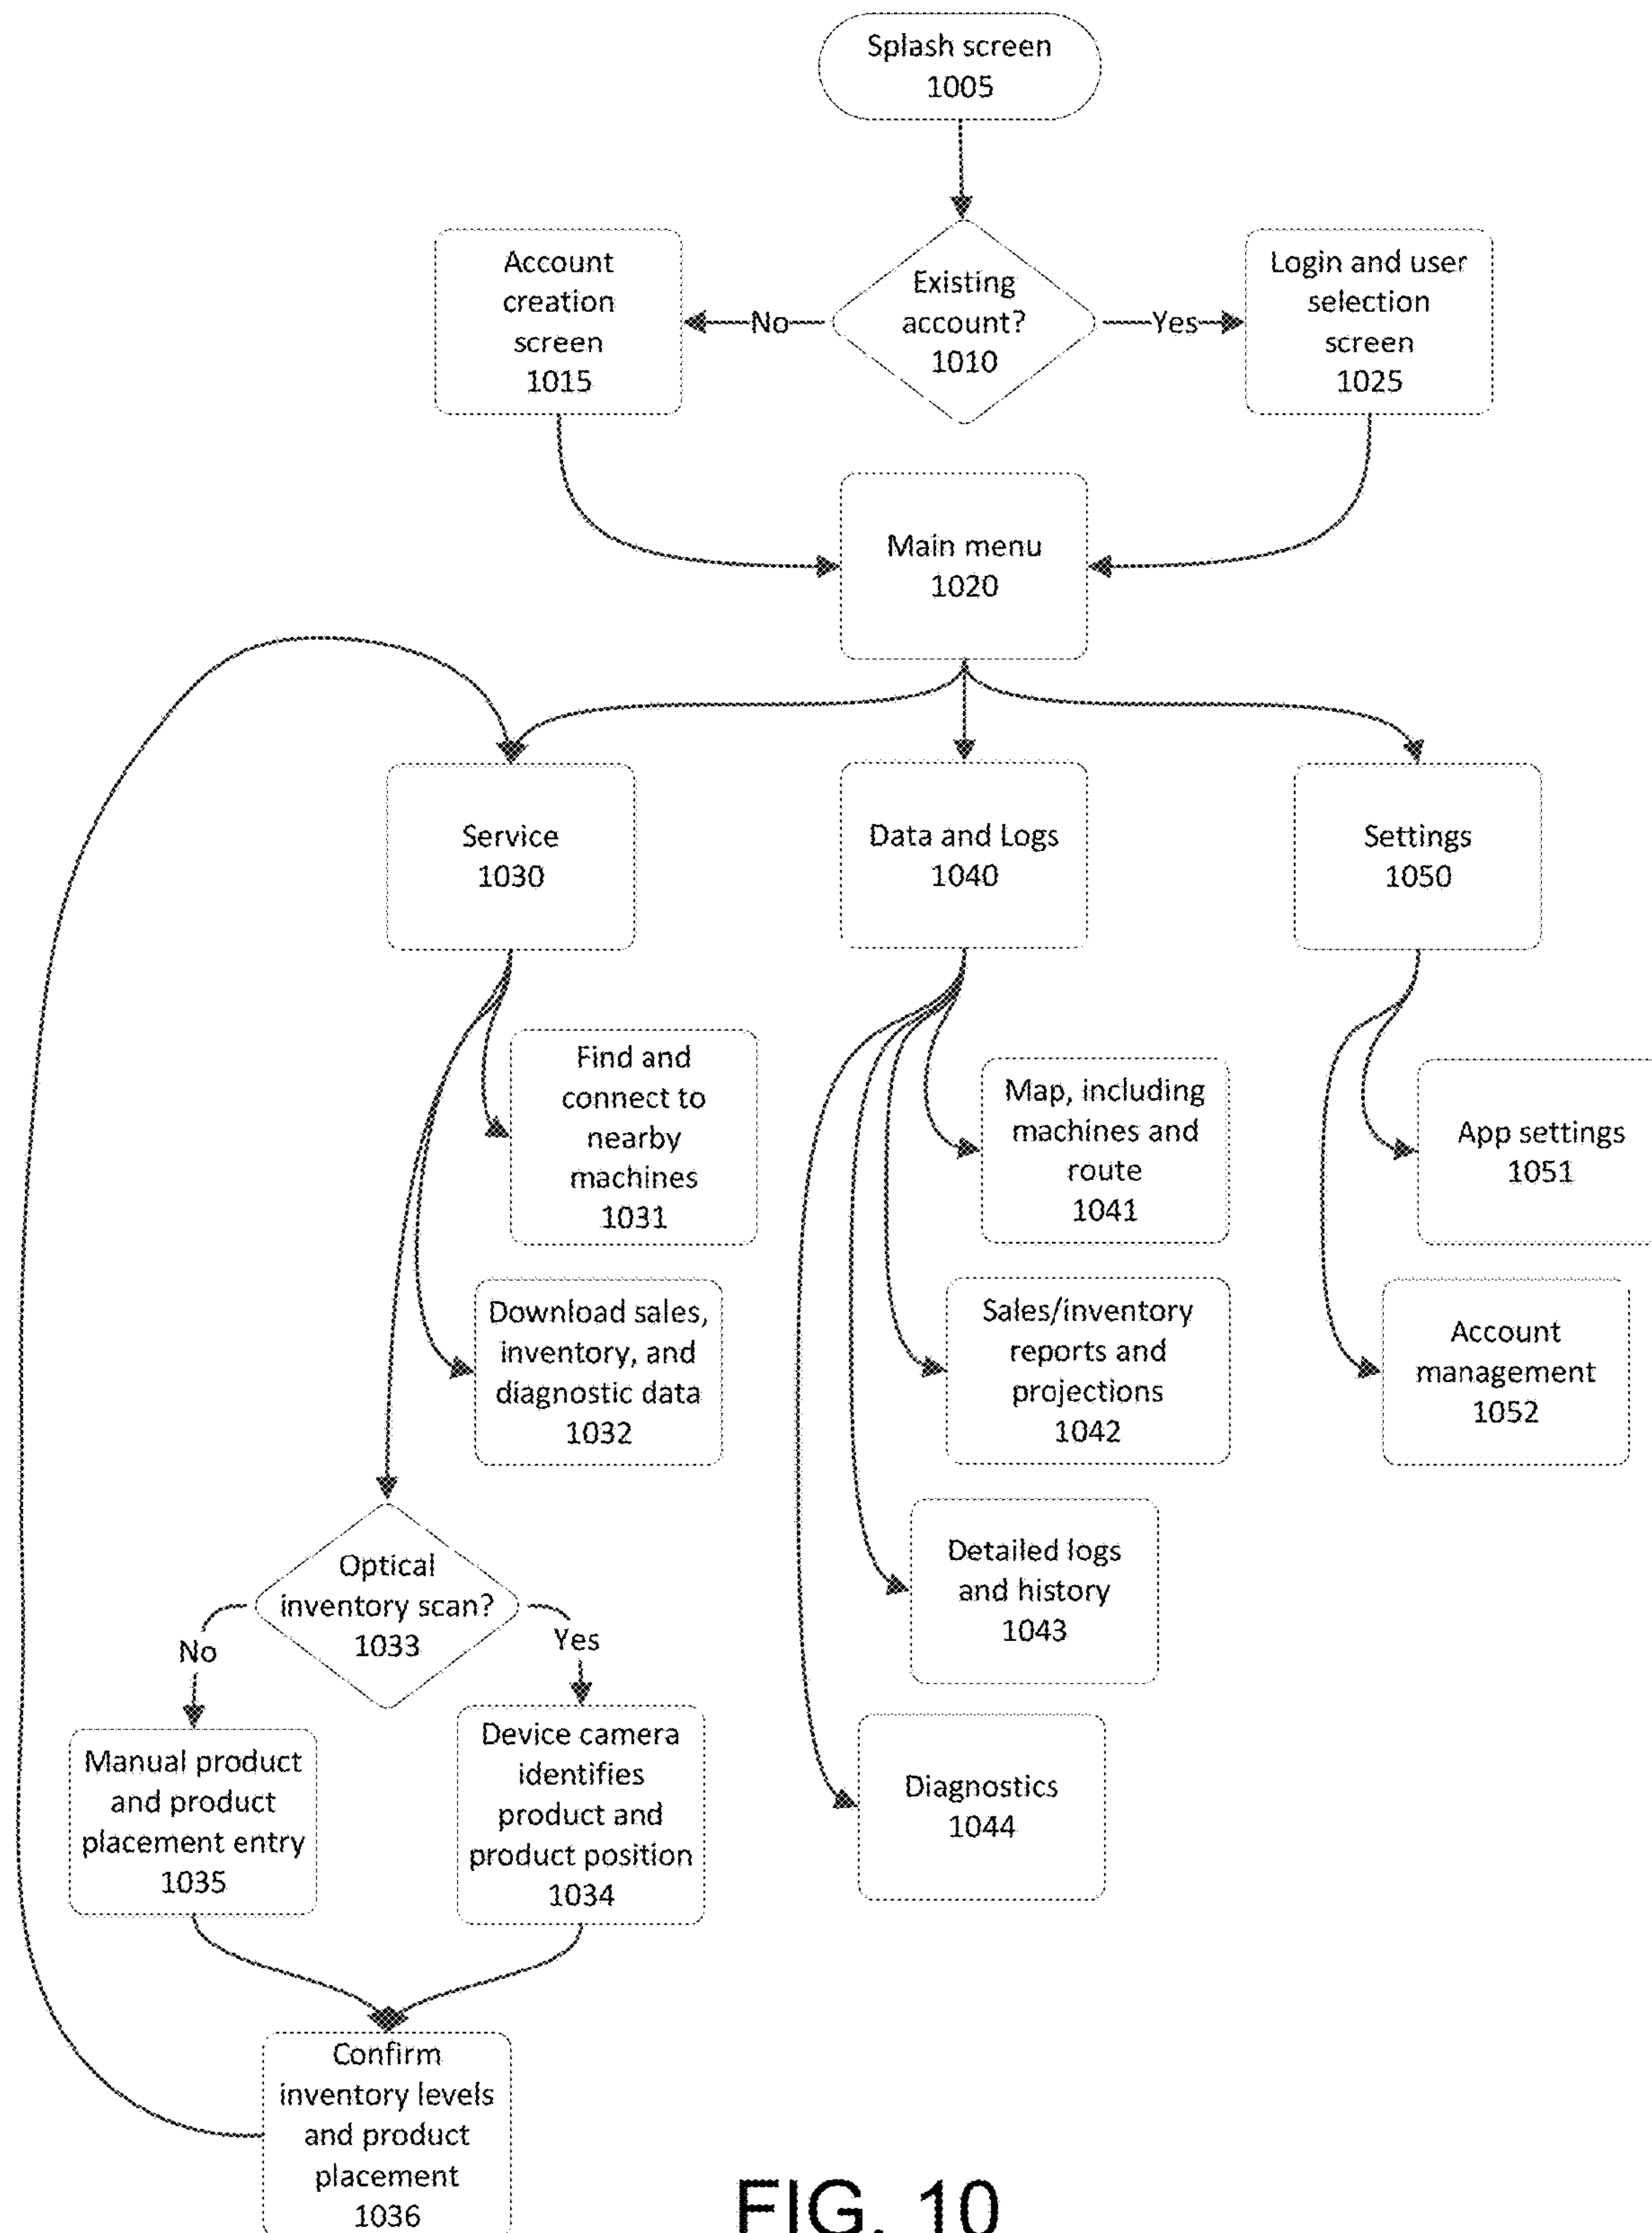 Splash screen
1005
Account
creation
screen
1015
No
Existing
account?
1010
Yes
Login and user
selection
screen
1025
Main menu
1020
Service
1030
Data and Logs
1040
Settings
1050
Find and
connect to
nearby
machines
1031
Map, including
machines and
route
1041
App settings
1051
Download sales,
inventory, and
diagnostic data
1032
Sales/inventory
reports and
projections
1042
Account
management
1052
Optical
inventory scan?
1033
No
Yes
Detailed logs
and history
1043
Manual product
and product
placement entry
1035
Device camera
identifies
product and
product position
1034
Diagnostics
1044
Confirm
inventory levels
and product
placement
1036
FIG. 10